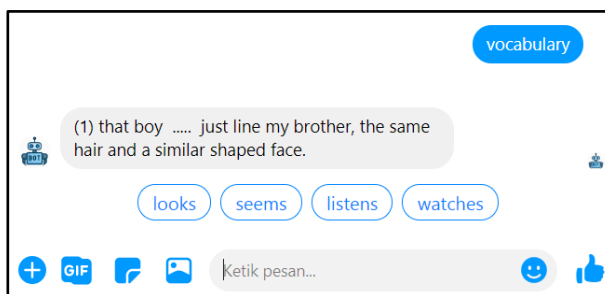 vocabulary
(1) that boy ..... just line my brother, the same
hair and a similar shaped face.
BOT
looks seems listens watches
GIF Ketik pesan...